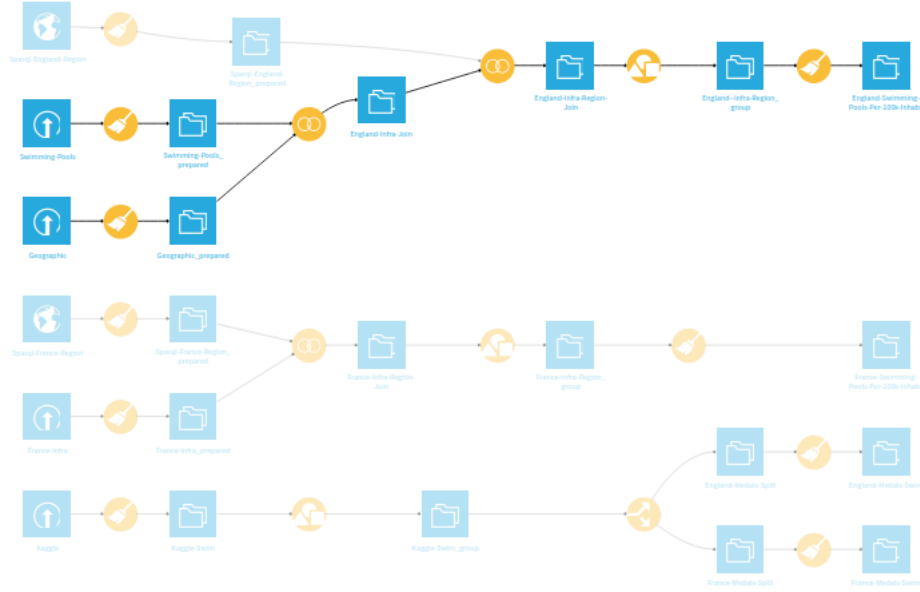 Sparql-England-Region
Sparql-England-
Region_prepared
England-Infra-Region-
Join
England--Infra-Region_
group
England-Swimming-
Pools-Per-100k-Inhab
England-Infra-Join
Swimming-Pools
Swimming-Pools_
prepared
Geographic
Geographic_prepared
Sparql-France-Region
Sparql-France-Region_
prepared
France-Infra-Region-
Join
France-Infra-Region_
group
France-Swimming-
Pools-Per-100k-Inhab
France-Infra
France-Infra_prepared
England-Medals-Split
England-Medals-Swim
Kaggle
Kaggle-Swim
Kaggle-Swim_group
France-Medals-Split
France-Medals-Swim